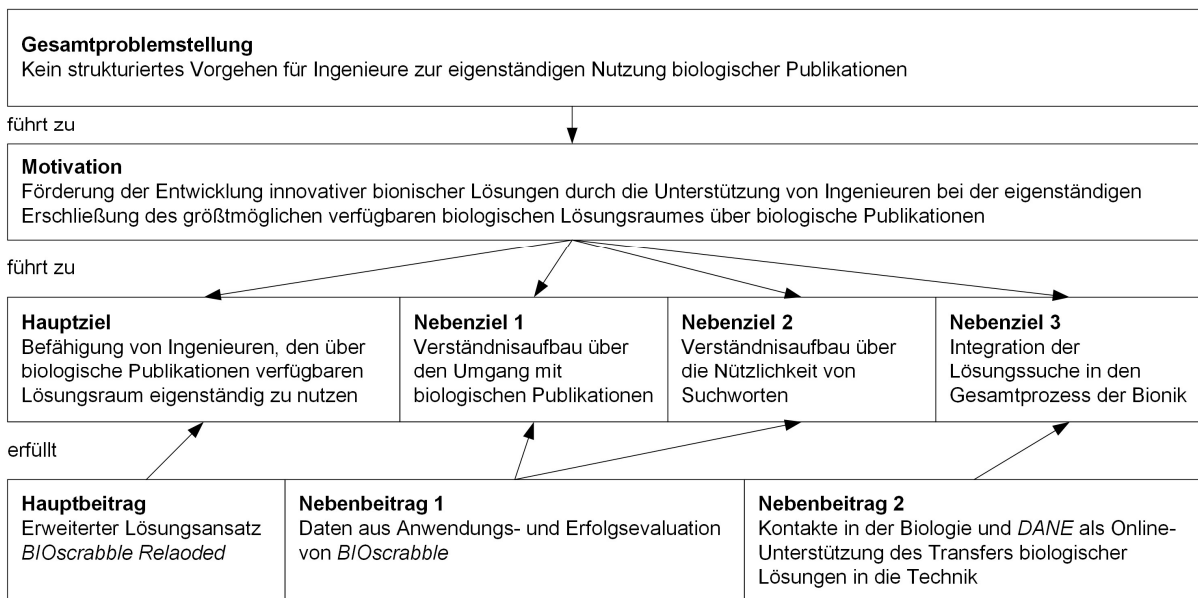 Gesamtproblemstellung
Kein strukturiertes Vorgehen für Ingenieure zur eigenständigen Nutzung biologischer Publikationen
führt zu
Motivation
Förderung der Entwicklung innovativer bionischer Lösungen durch die Unterstützung von Ingenieuren bei der eigenständigen
Erschließung des größtmöglichen verfügbaren biologischen Lösungsraumes über biologische Publikationen
führt zu
Hauptziel
Befähigung von Ingenieuren, den über
biologische Publikationen verfügbaren
Lösungsraum eigenständig zu nutzen
Nebenziel 1
Verständnisaufbau über
den Umgang mit
biologischen Publikationen
Nebenziel 2
Verständnisaufbau über
die Nützlichkeit von
Suchworten
Nebenziel 3
Integration der
Lösungssuche in den
Gesamtprozess der Bionik
erfüllt
Hauptbeitrag
Erweiterter Lösungsansatz
BIOscrabble Relaoded
Nebenbeitrag 1
Daten aus Anwendungs- und Erfolgsevaluation
von BIOscrabble
Nebenbeitrag 2
Kontakte in der Biologie und DANE als Online-
Unterstützung des Transfers biologischer
Lösungen in die Technik